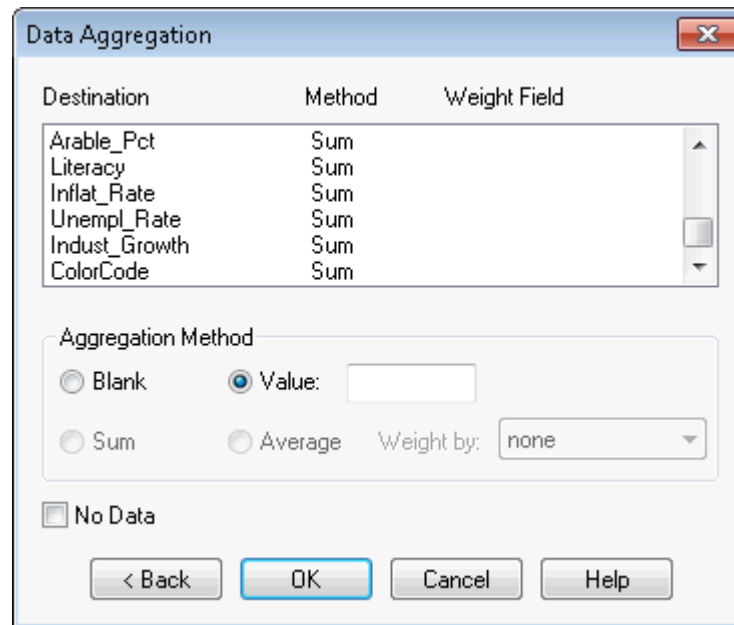 Data Aggregation
Destination Method Weight Field
Arable_Pct Sum
Literacy Sum
Inflat_Rate Sum
Unempl_Rate Sum
Indust_Growth Sum
ColorCode Sum
Aggregation Method
Blank Value:
Sum Average Weight by: none
No Data
< Back OK Cancel Help